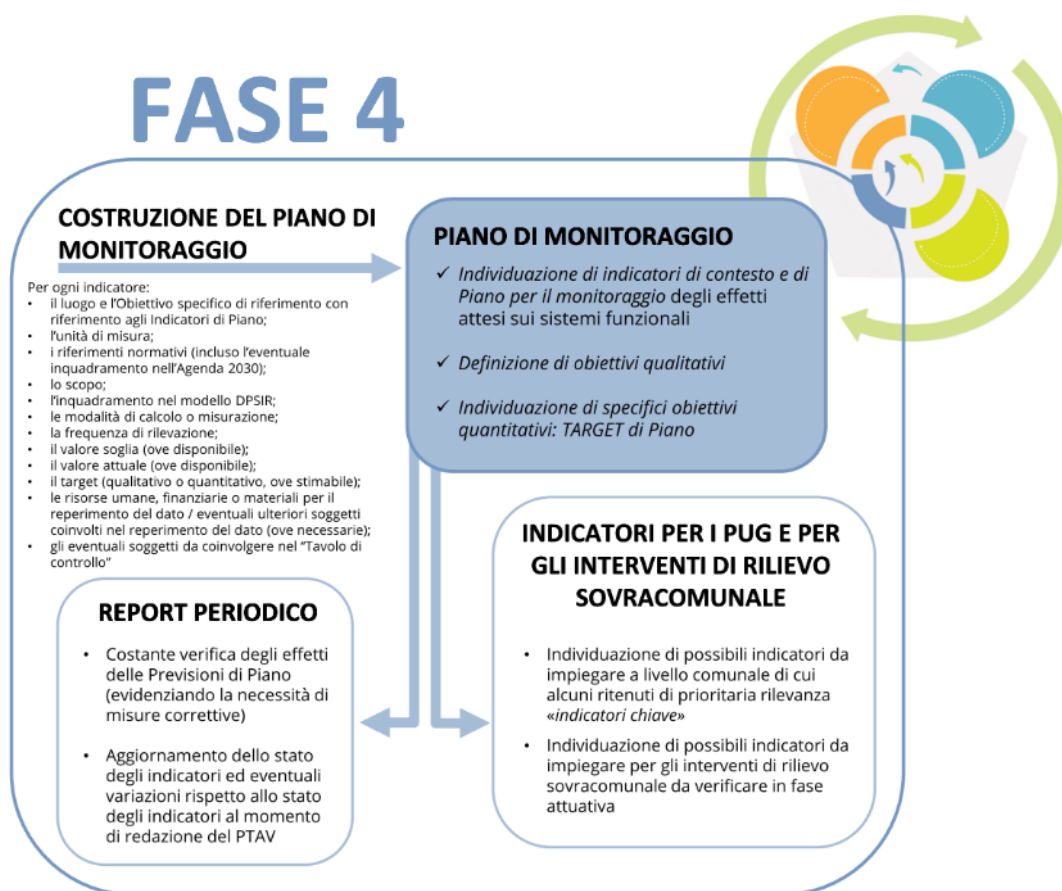 FASE 4
COSTRUZIONE DEL PIANO DI
MONITORAGGIO
Per ogni indicatore:
• il luogo e l'Obiettivo specifico di riferimento con
riferimento agli Indicatori di Piano;
• l'unità di misura;
• i riferimenti normativi (incluso l'eventuale
inquadramento nell'Agenda 2030);
• lo scopo;
• l'inquadramento nel modello DPSIR;
• le modalità di calcolo o misurazione;
• la frequenza di rilevazione;
• il valore soglia (ove disponibile);
• il valore attuale (ove disponibile);
• il target (qualitativo o quantitativo, ove stimabile);
• le risorse umane, finanziarie o materiali per il
reperimento del dato / eventuali ulteriori soggetti
coinvolti nel reperimento del dato (ove necessarie);
• gli eventuali soggetti da coinvolgere nel "Tavolo di
controllo"
PIANO DI MONITORAGGIO
✓ Individuazione di indicatori di contesto e di
Piano per il monitoraggio degli effetti
attesi sui sistemi funzionali
✓ Definizione di obiettivi qualitativi
✓ Individuazione di specifici obiettivi
quantitativi: TARGET di Piano
REPORT PERIODICO
• Costante verifica degli effetti
delle Previsioni di Piano
(evidenziando la necessità di
misure correttive)
• Aggiornamento dello stato
degli indicatori ed eventuali
variazioni rispetto allo stato
degli indicatori al momento
di redazione del PTAV
INDICATORI PER I PUG E PER
GLI INTERVENTI DI RILIEVO
SOVRACOMUNALE
• Individuazione di possibili indicatori da
impiegare a livello comunale di cui
alcuni ritenuti di prioritaria rilevanza
«indicatori chiave»
• Individuazione di possibili indicatori da
impiegare per gli interventi di rilievo
sovracomunale da verificare in fase
attuativa